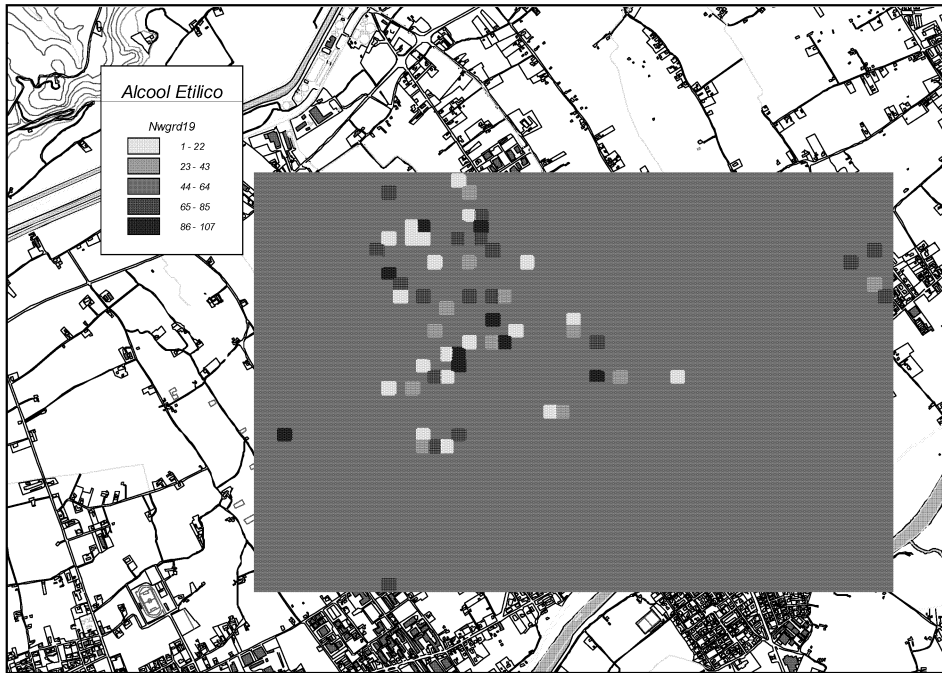 Alcool Etilico
Nwgrd19
1 - 22
23 - 43
44 - 64
65 - 85
86 - 107